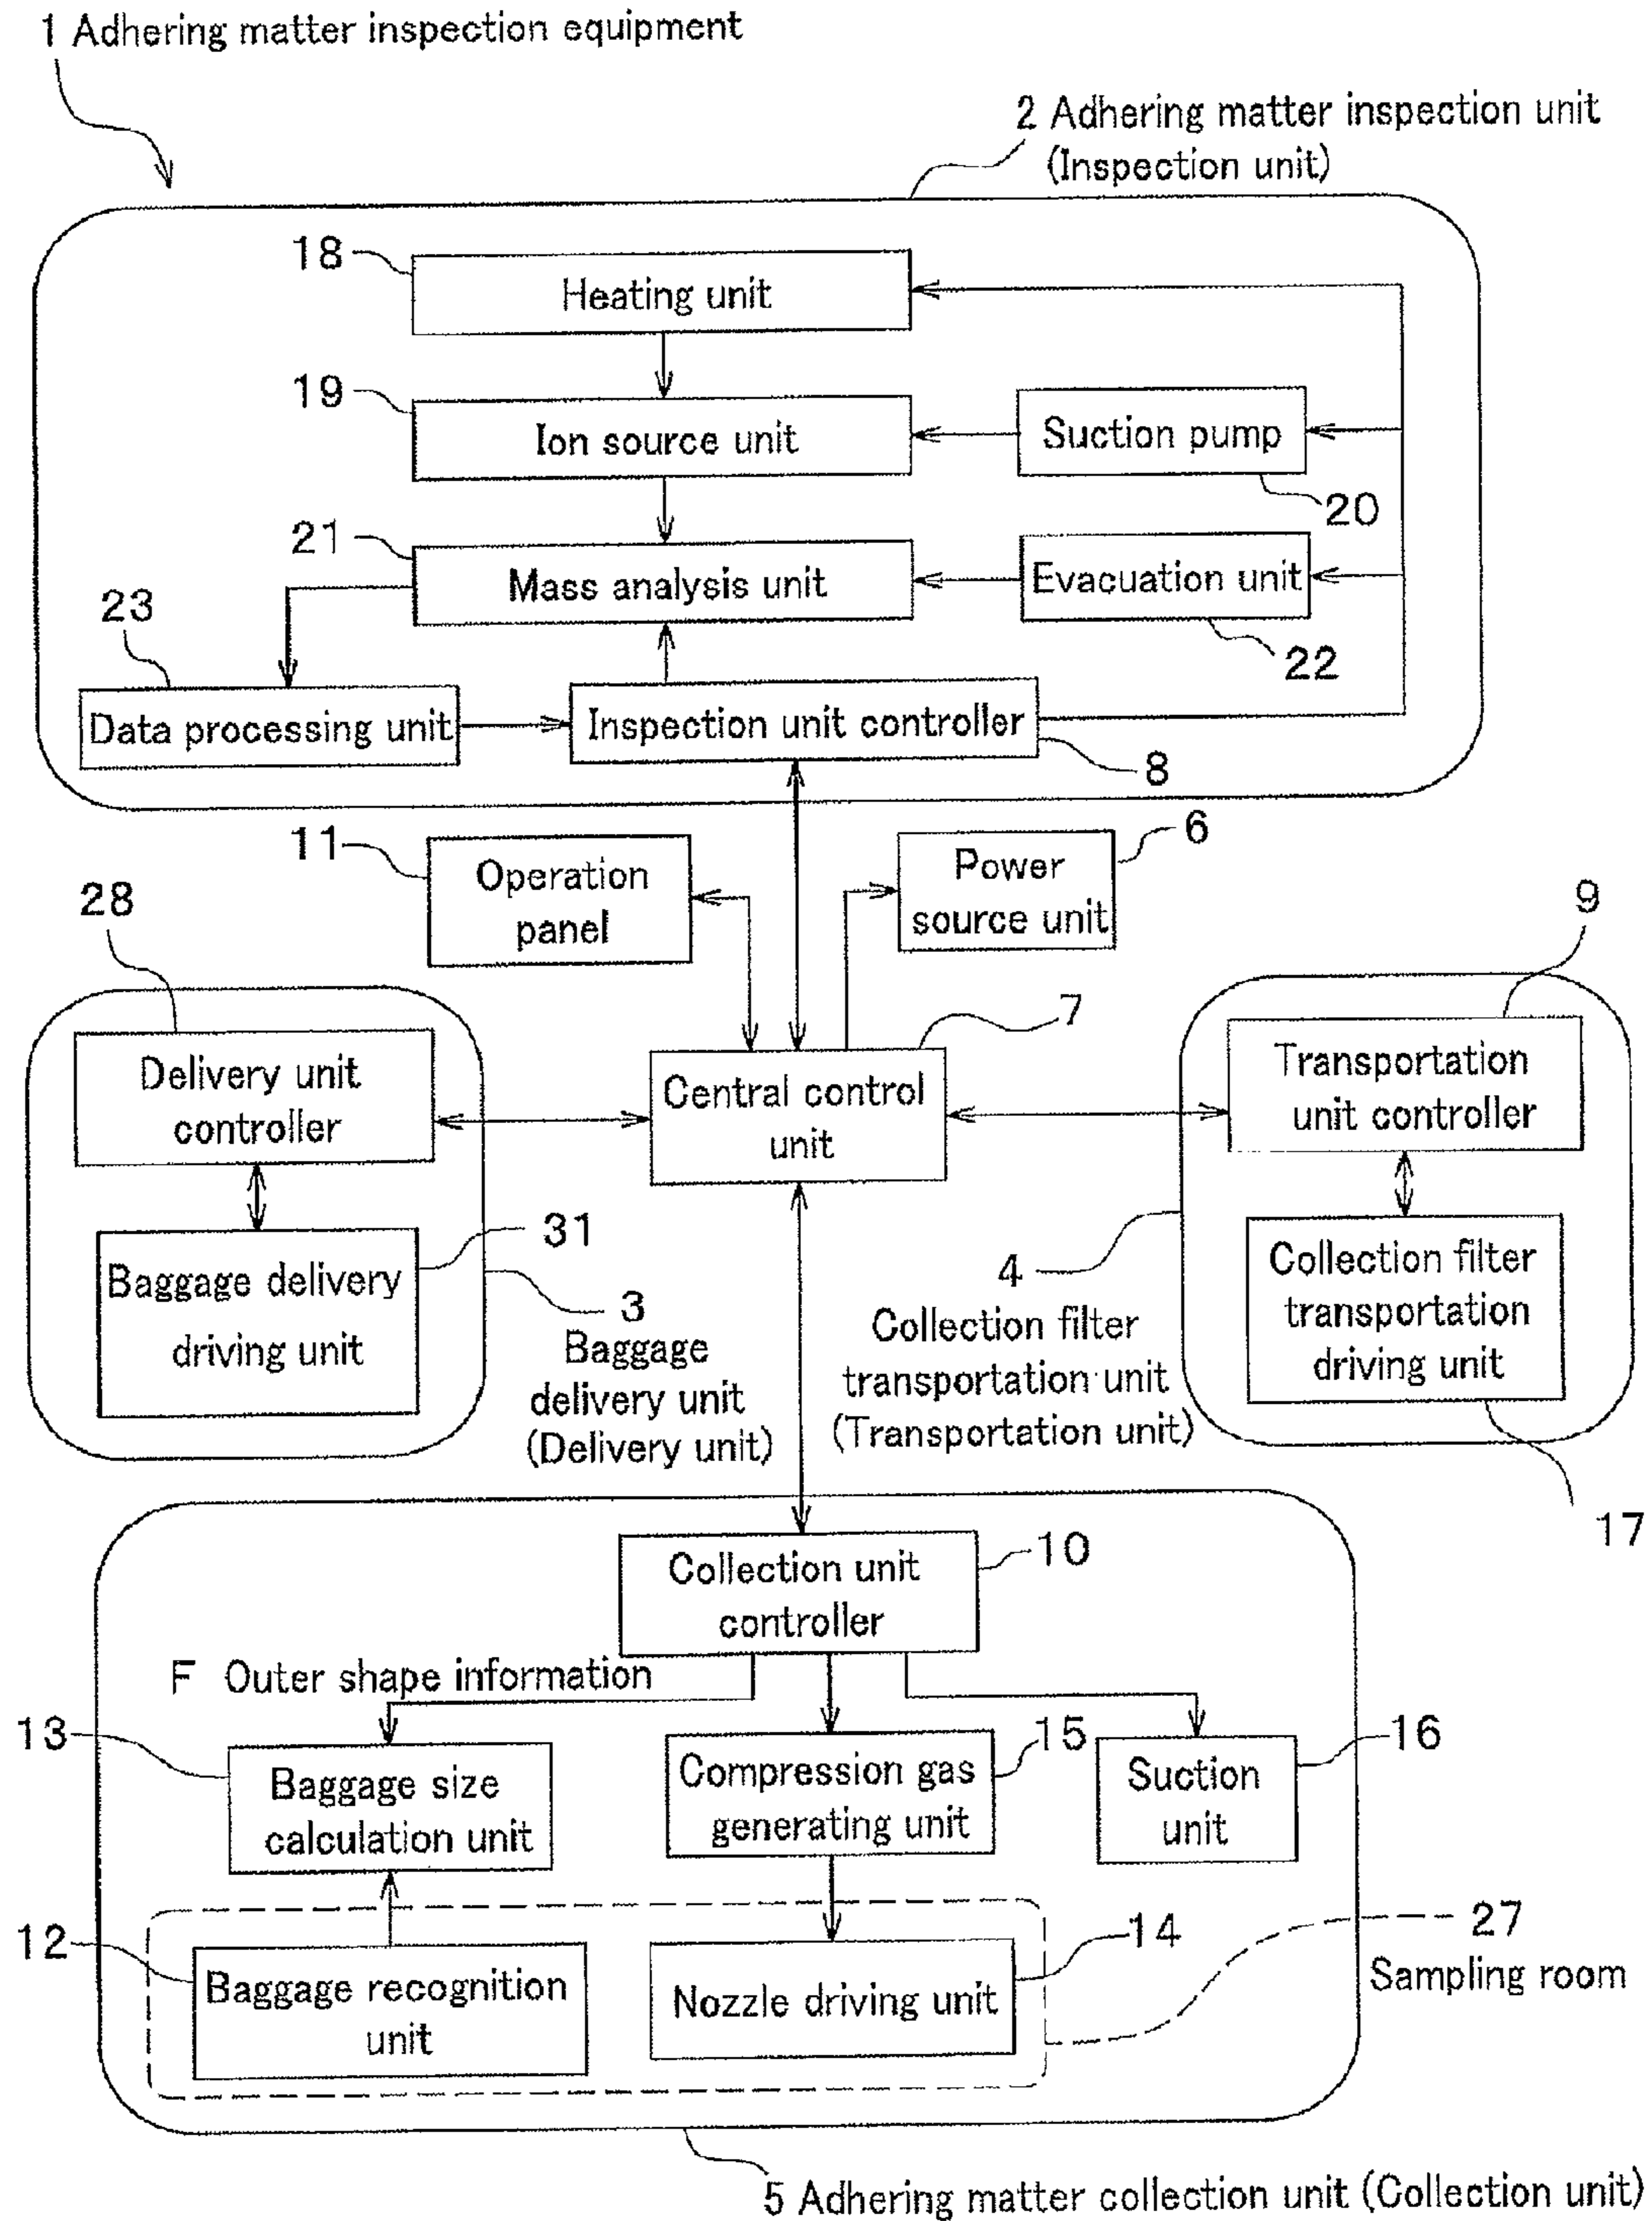 1 Adhering matter inspection equipment
2 Adhering matter inspection unit
(Inspection unit)
18
Heating unit
19
Ion source unit
Suction pump
20
21
Mass analysis unit
Evacuation unit
22
23
Data processing unit
Inspection unit controller
8
11
Operation
panel
6
Power
source unit
28
Delivery unit
controller
7
Central control
unit
9
Transportation
unit controller
31
Baggage delivery
driving unit
3
Baggage
delivery unit
(Delivery unit)
4
Collection filter
transportation unit
(Transportation unit)
Collection filter
transportation
driving unit
17
Collection unit
controller
10
F Outer shape information
13
Baggage size
calculation unit
15
Compression gas
generating unit
16
Suction
unit
12
Baggage recognition
unit
14
Nozzle driving unit
27
Sampling room
5 Adhering matter collection unit (Collection unit)